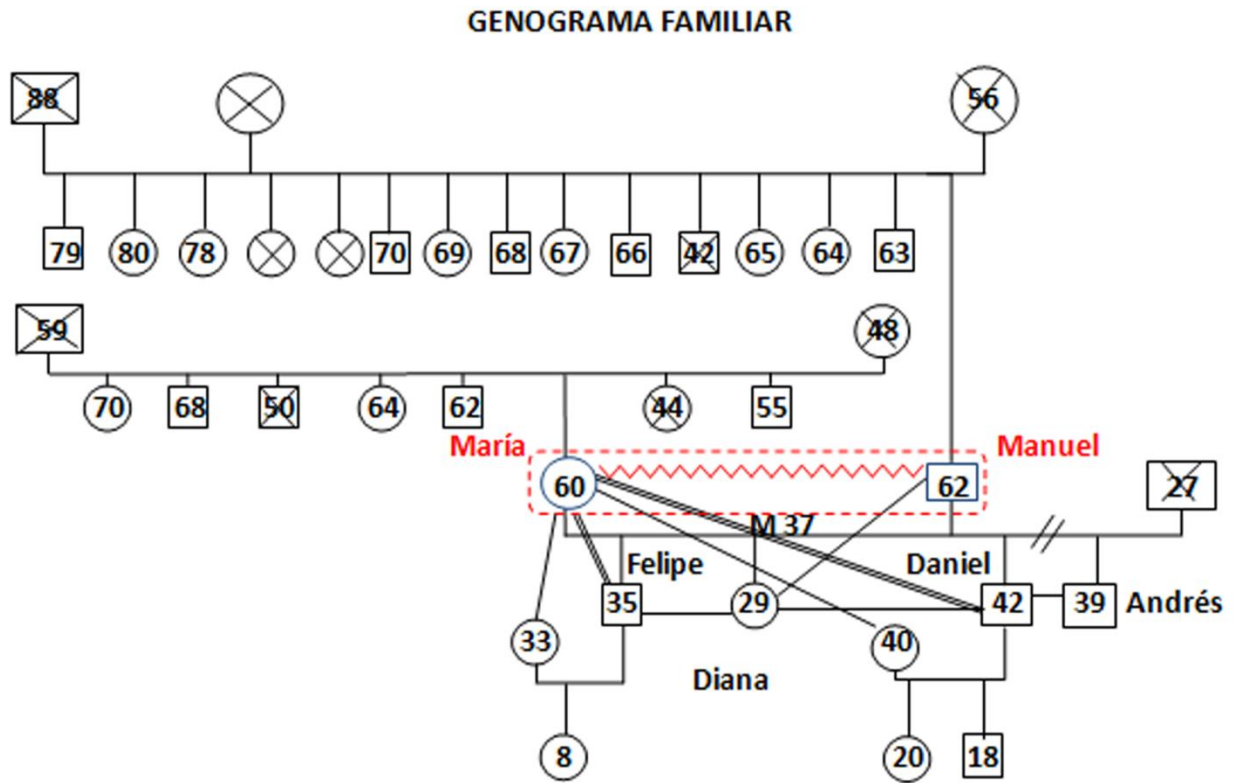 GENOGRAMA FAMILIAR
88 56
79 80 78 70 69 68 67 66 42 65 64 63
59 48
70 68 50 64 62 44 55
María Manuel
60 62 27
M 37
Felipe Daniel
35 29 42 39 Andrés
33 40
Diana
8 20 18